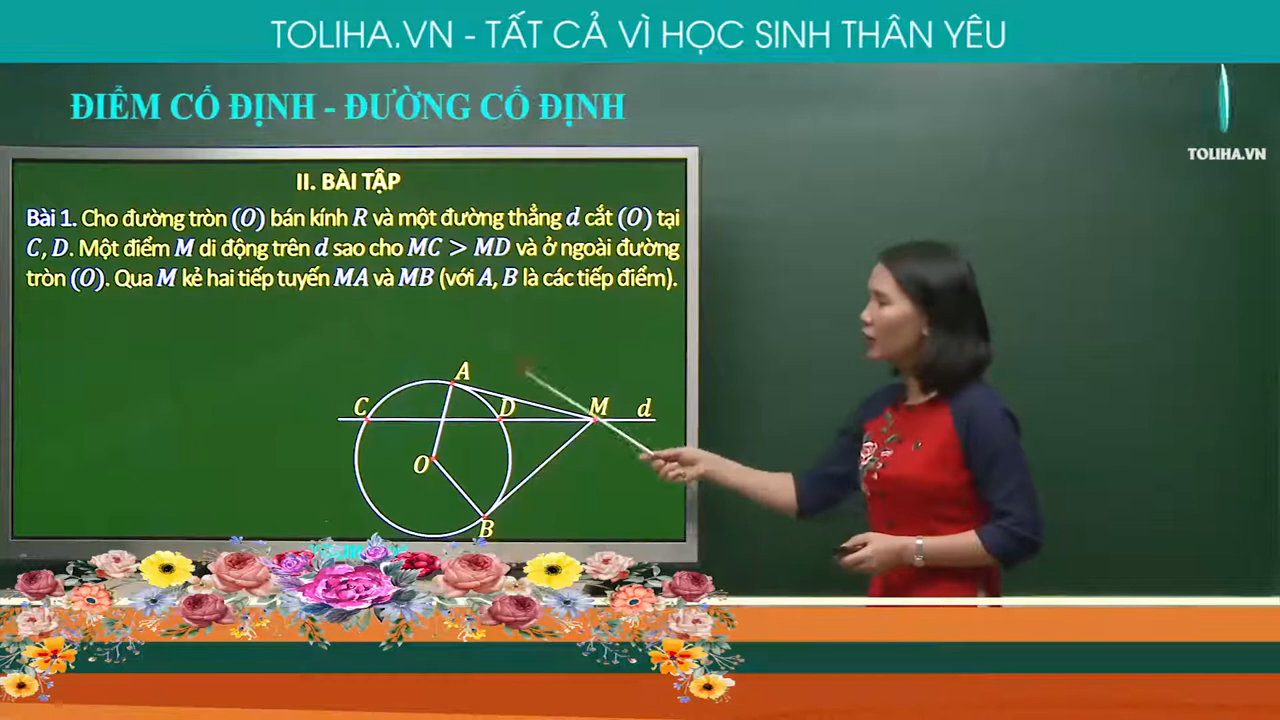 TOLIHA.VN - TẤT CẢ VÌ HỌC SINH THÂN YÊU
ĐIỂM CỐ ĐỊNH - ĐƯỜNG CỐ ĐỊNH
TOLIHA.VN
II. BÀI TẬP
Bài 1. Cho đường tròn (O) bán kính R và một đường thẳng d cắt (O) tại
C, D. Một điểm M di động trên d sao cho MC > MD và ở ngoài đường
tròn (O). Qua M kẻ hai tiếp tuyến MA và MB (với A, B là các tiếp điểm).
A
C D M d
O
B